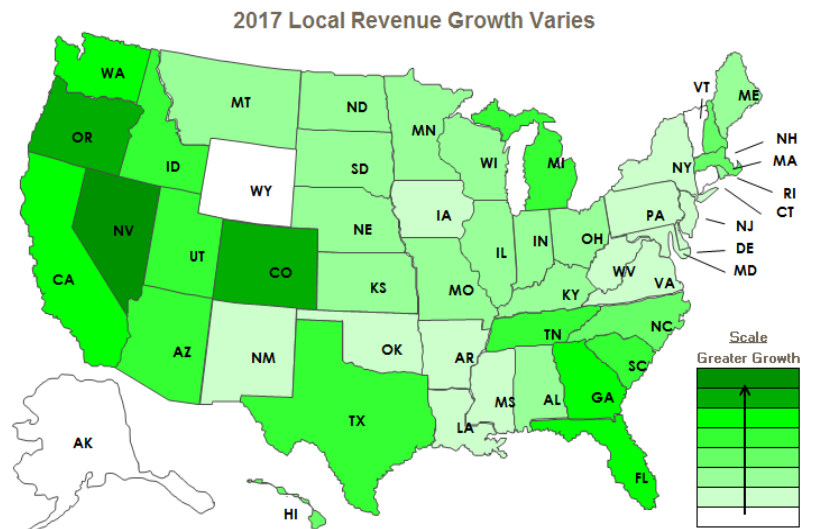 2017 Local Revenue Growth Varies
WA
VT
ME
MT
ND
OR
MN
NH
ID
SD
WI
MI
NY
MA
WY
RI
IA
PA
CT
NE
NJ
NV
OH
IL
IN
DE
UT
CO
WV
MD
CA
KS
MO
VA
KY
NC
TN
AZ
OK
NM
AR
SC
MS
AL
GA
TX
LA
AK
FL
HI
Scale
Greater Growth